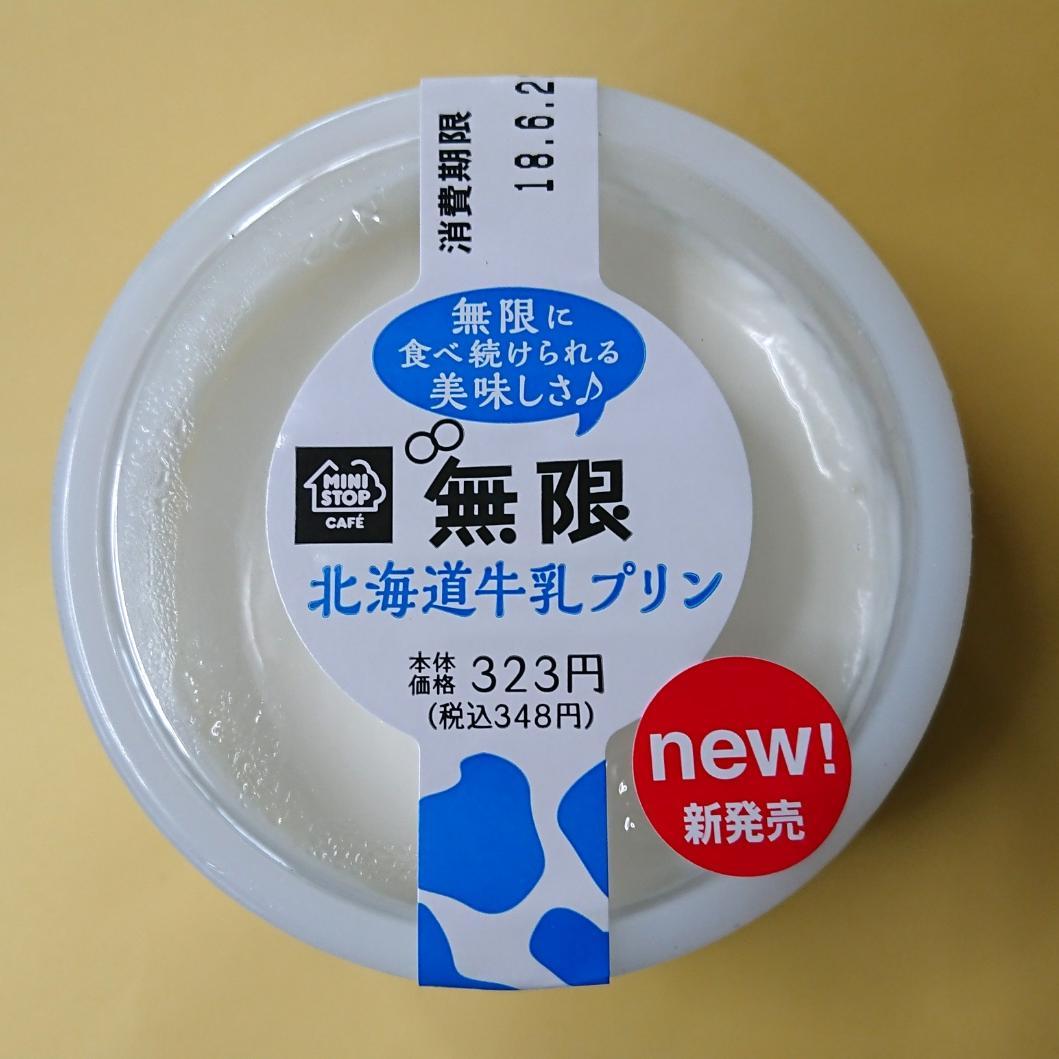 消費期限
18.6.2
無限に
食べ続けられる
美味しさ♪
MINI
STOP
CAFÉ
無限
北海道牛乳プリン
本体
価格 323円
(税込348円)
new!
新発売